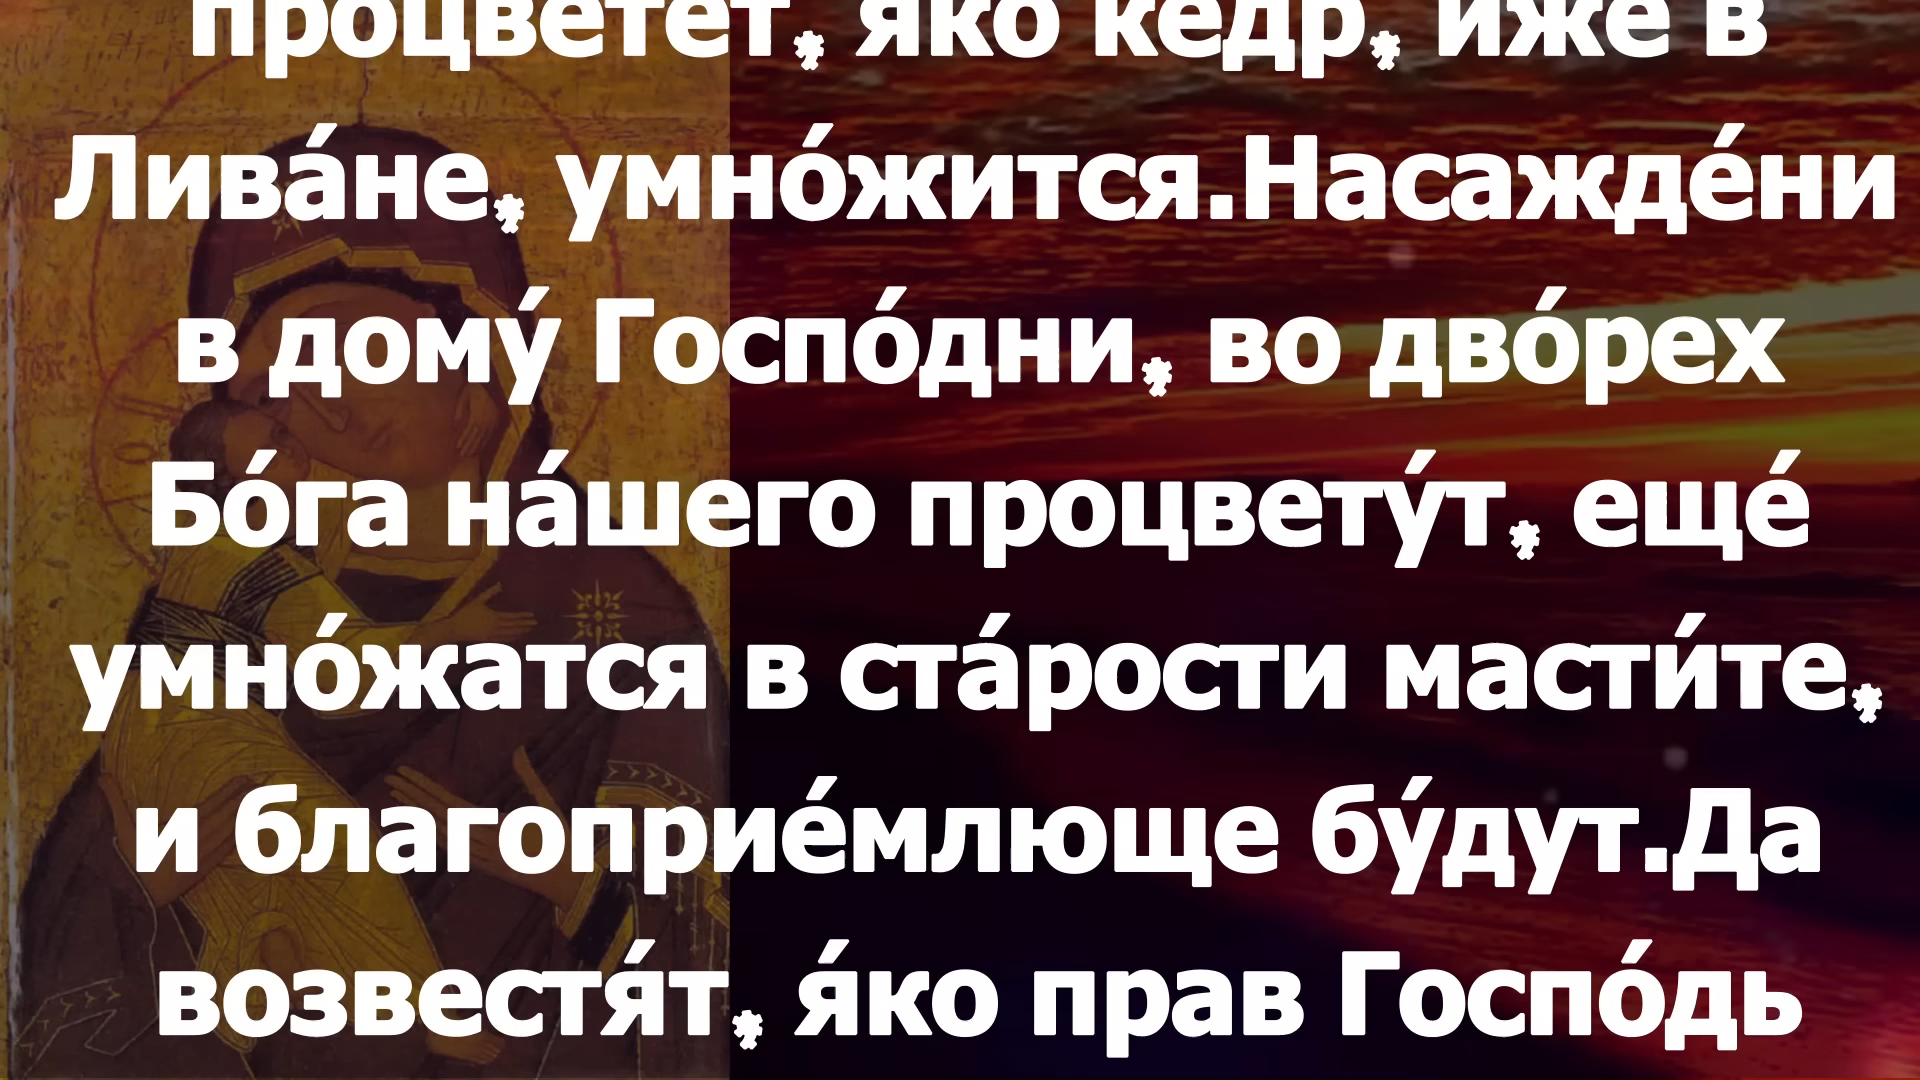 процветет, яко кедр, иже в
Лива́не, умно́жится.Насажде́ни
в дому́ Госпо́дни, во дво́рех
Бо́га на́шего процвету́т, еще́
умно́жатся в ста́рости масти́те,
и благоприе́млюще бу́дут.Да
возвестя́т, я́ко прав Госпо́дь